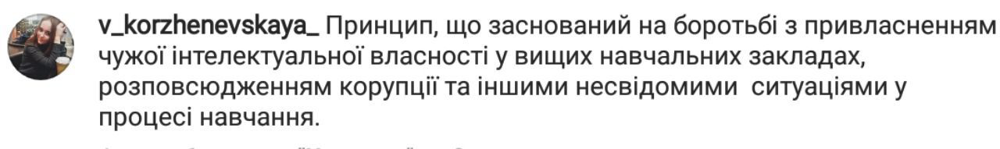 v_korzhenevskaya_ Принцип, що заснований на боротьбі з привласненням
чужої інтелектуальної власності у вищих навчальних закладах,
розповсюдженням корупції та іншими несвідомими ситуаціями у
процесі навчання.